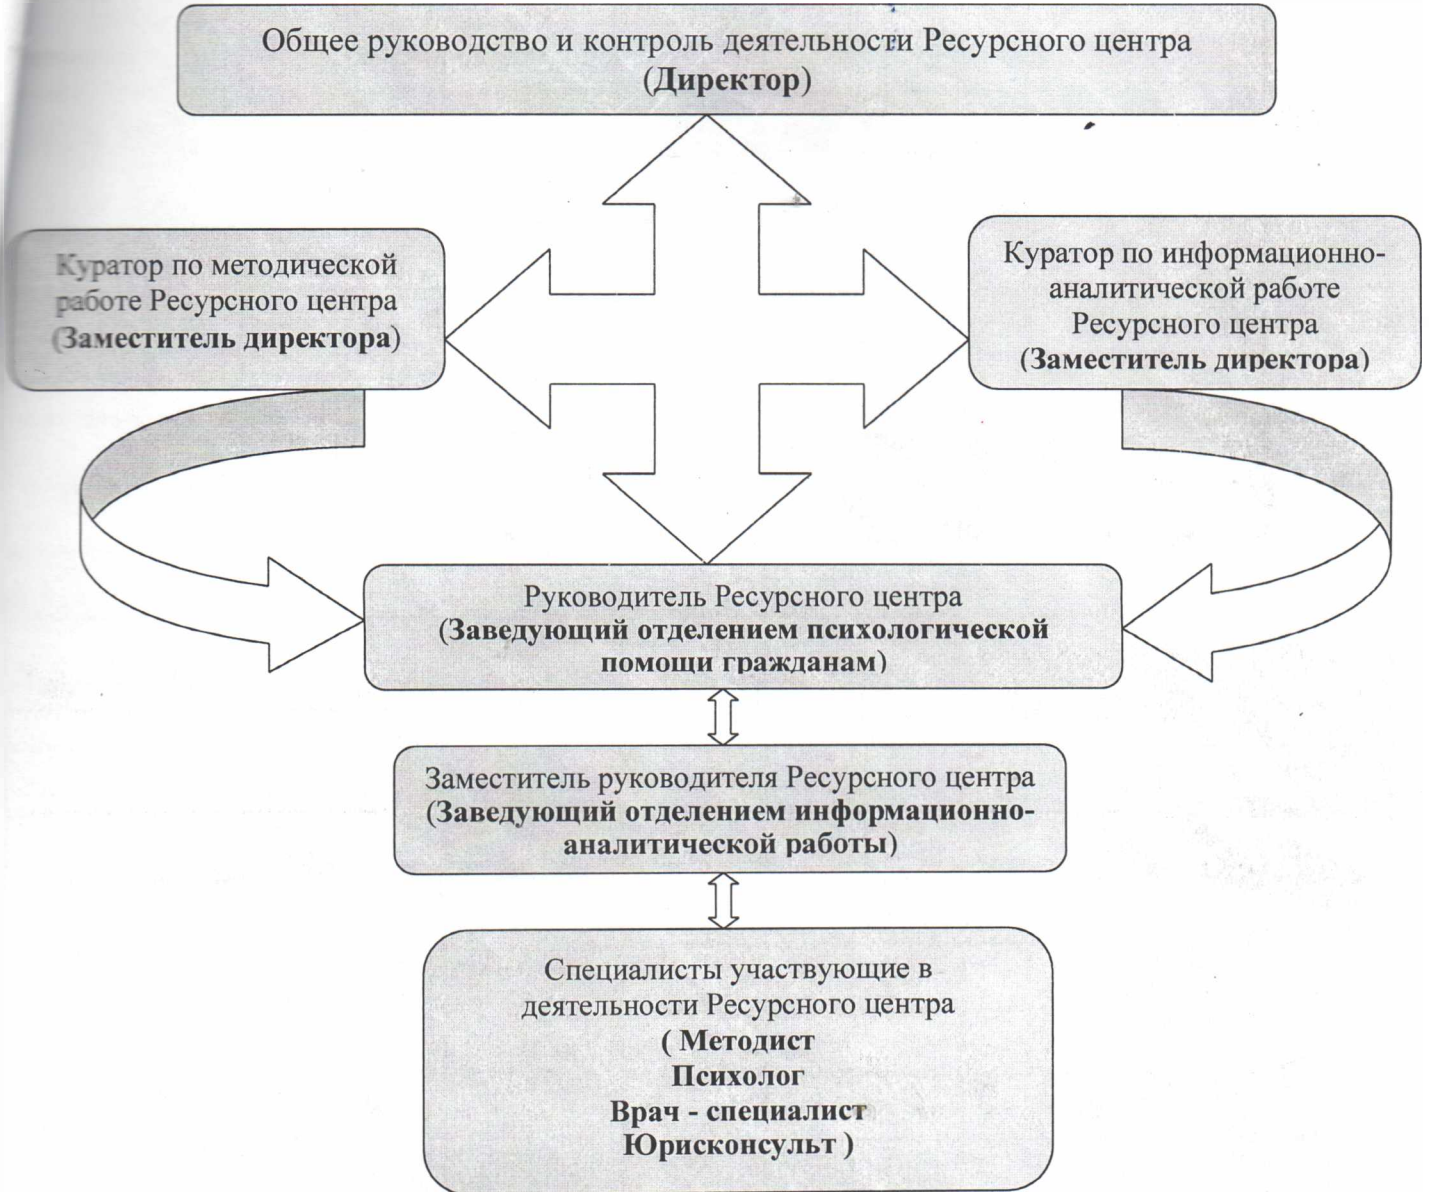 Общее руководство и контроль деятельности Ресурсного центра
(Директор)
Куратор по методической
работе Ресурсного центра
(Заместитель директора)
Куратор по информационно-
аналитической работе
Ресурсного центра
(Заместитель директора)
Руководитель Ресурсного центра
(Заведующий отделением психологической
помощи гражданам)
Заместитель руководителя Ресурсного центра
(Заведующий отделением информационно-
аналитической работы)
Специалисты участвующие в
деятельности Ресурсного центра
( Методист
Психолог
Врач - специалист
Юрисконсульт )